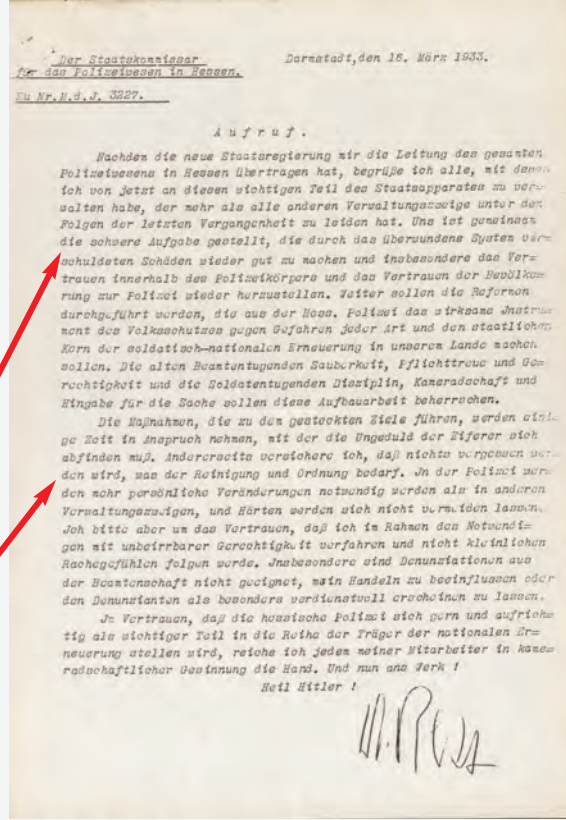 Der Staatskommissar
für das Polizeiwesen in Hessen.
Darmstadt,den 16. März 1933.
Zu Nr.M.d.J. 3227.
Aufruf.
Nachdem die neue Staatsregierung mir die Leitung des gesamten
Polizeiwesens in Hessen übertragen hat, begrüße ich alle, mit denen
ich von jetzt an diesen wichtigen Teil des Staatsapparates zu ver=
walten habe, der mehr als alle anderen Verwaltungszweige unter den
Folgen der letzten Vergangenheit zu leiden hat. Uns ist gemeinsam
die schwere Aufgabe gestellt, die durch das überwundene System ver=
schuldeten Schäden wieder gut zu machen und insbesondere das Ver=
trauen innerhalb des Polizeikörpers und das Vertrauen der Bevölke=
rung zur Polizei wieder herzustellen. Weiter sollen die Reformen
durchgeführt werden, die aus der Hess. Polizei das wirksame Jnstru=
ment des Volksschutzes gegen Gefahren jeder Art und den staatlichen
Kern der soldatisch-nationalen Erneuerung in unserem Lande machen
sollen. Die alten Beamtentugenden Sauberkeit, Pflichttreue und Ge=
rechtigkeit und die Soldatentugenden Disziplin, Kameradschaft und
Hingabe für die Sache sollen diese Aufbauarbeit beherrschen.
Die Maßnahmen, die zu dem gesteckten Ziele führen, werden eini=
ge Zeit in Anspruch nehmen, mit der die Ungeduld der Eiferer sich
abfinden muß. Andererseits versichere ich, daß nichts vergessen wer=
den wird, was der Reinigung und Ordnung bedarf. Jn der Polizei wer=
den mehr persönliche Veränderungen notwendig werden als in anderen
Verwaltungszweigen, und Härten werden sich nicht vermeiden lassen.
Jch bitte aber um das Vertrauen, daß ich im Rahmen des Notwendi=
gen mit unbeirrbarer Gerechtigkeit verfahren und nicht kleinlichen
Rachegefühlen folgen werde. Jnsbesondere sind Denunziationen aus
der Beamtenschaft nicht geeignet, mein Handeln zu beeinflussen oder
den Denunzianten als besonders verdienstvoll erscheinen zu lassen.
Jm Vertrauen, daß die hessische Polizei sich gern und aufrich=
tig als wichtiger Teil in die Reihe der Träger der nationalen Er=
neuerung stellen wird, reiche ich jedem meiner Mitarbeiter in kame=
radschaftlicher Gesinnung die Hand. Und nun ans Werk !
Heil Hitler !